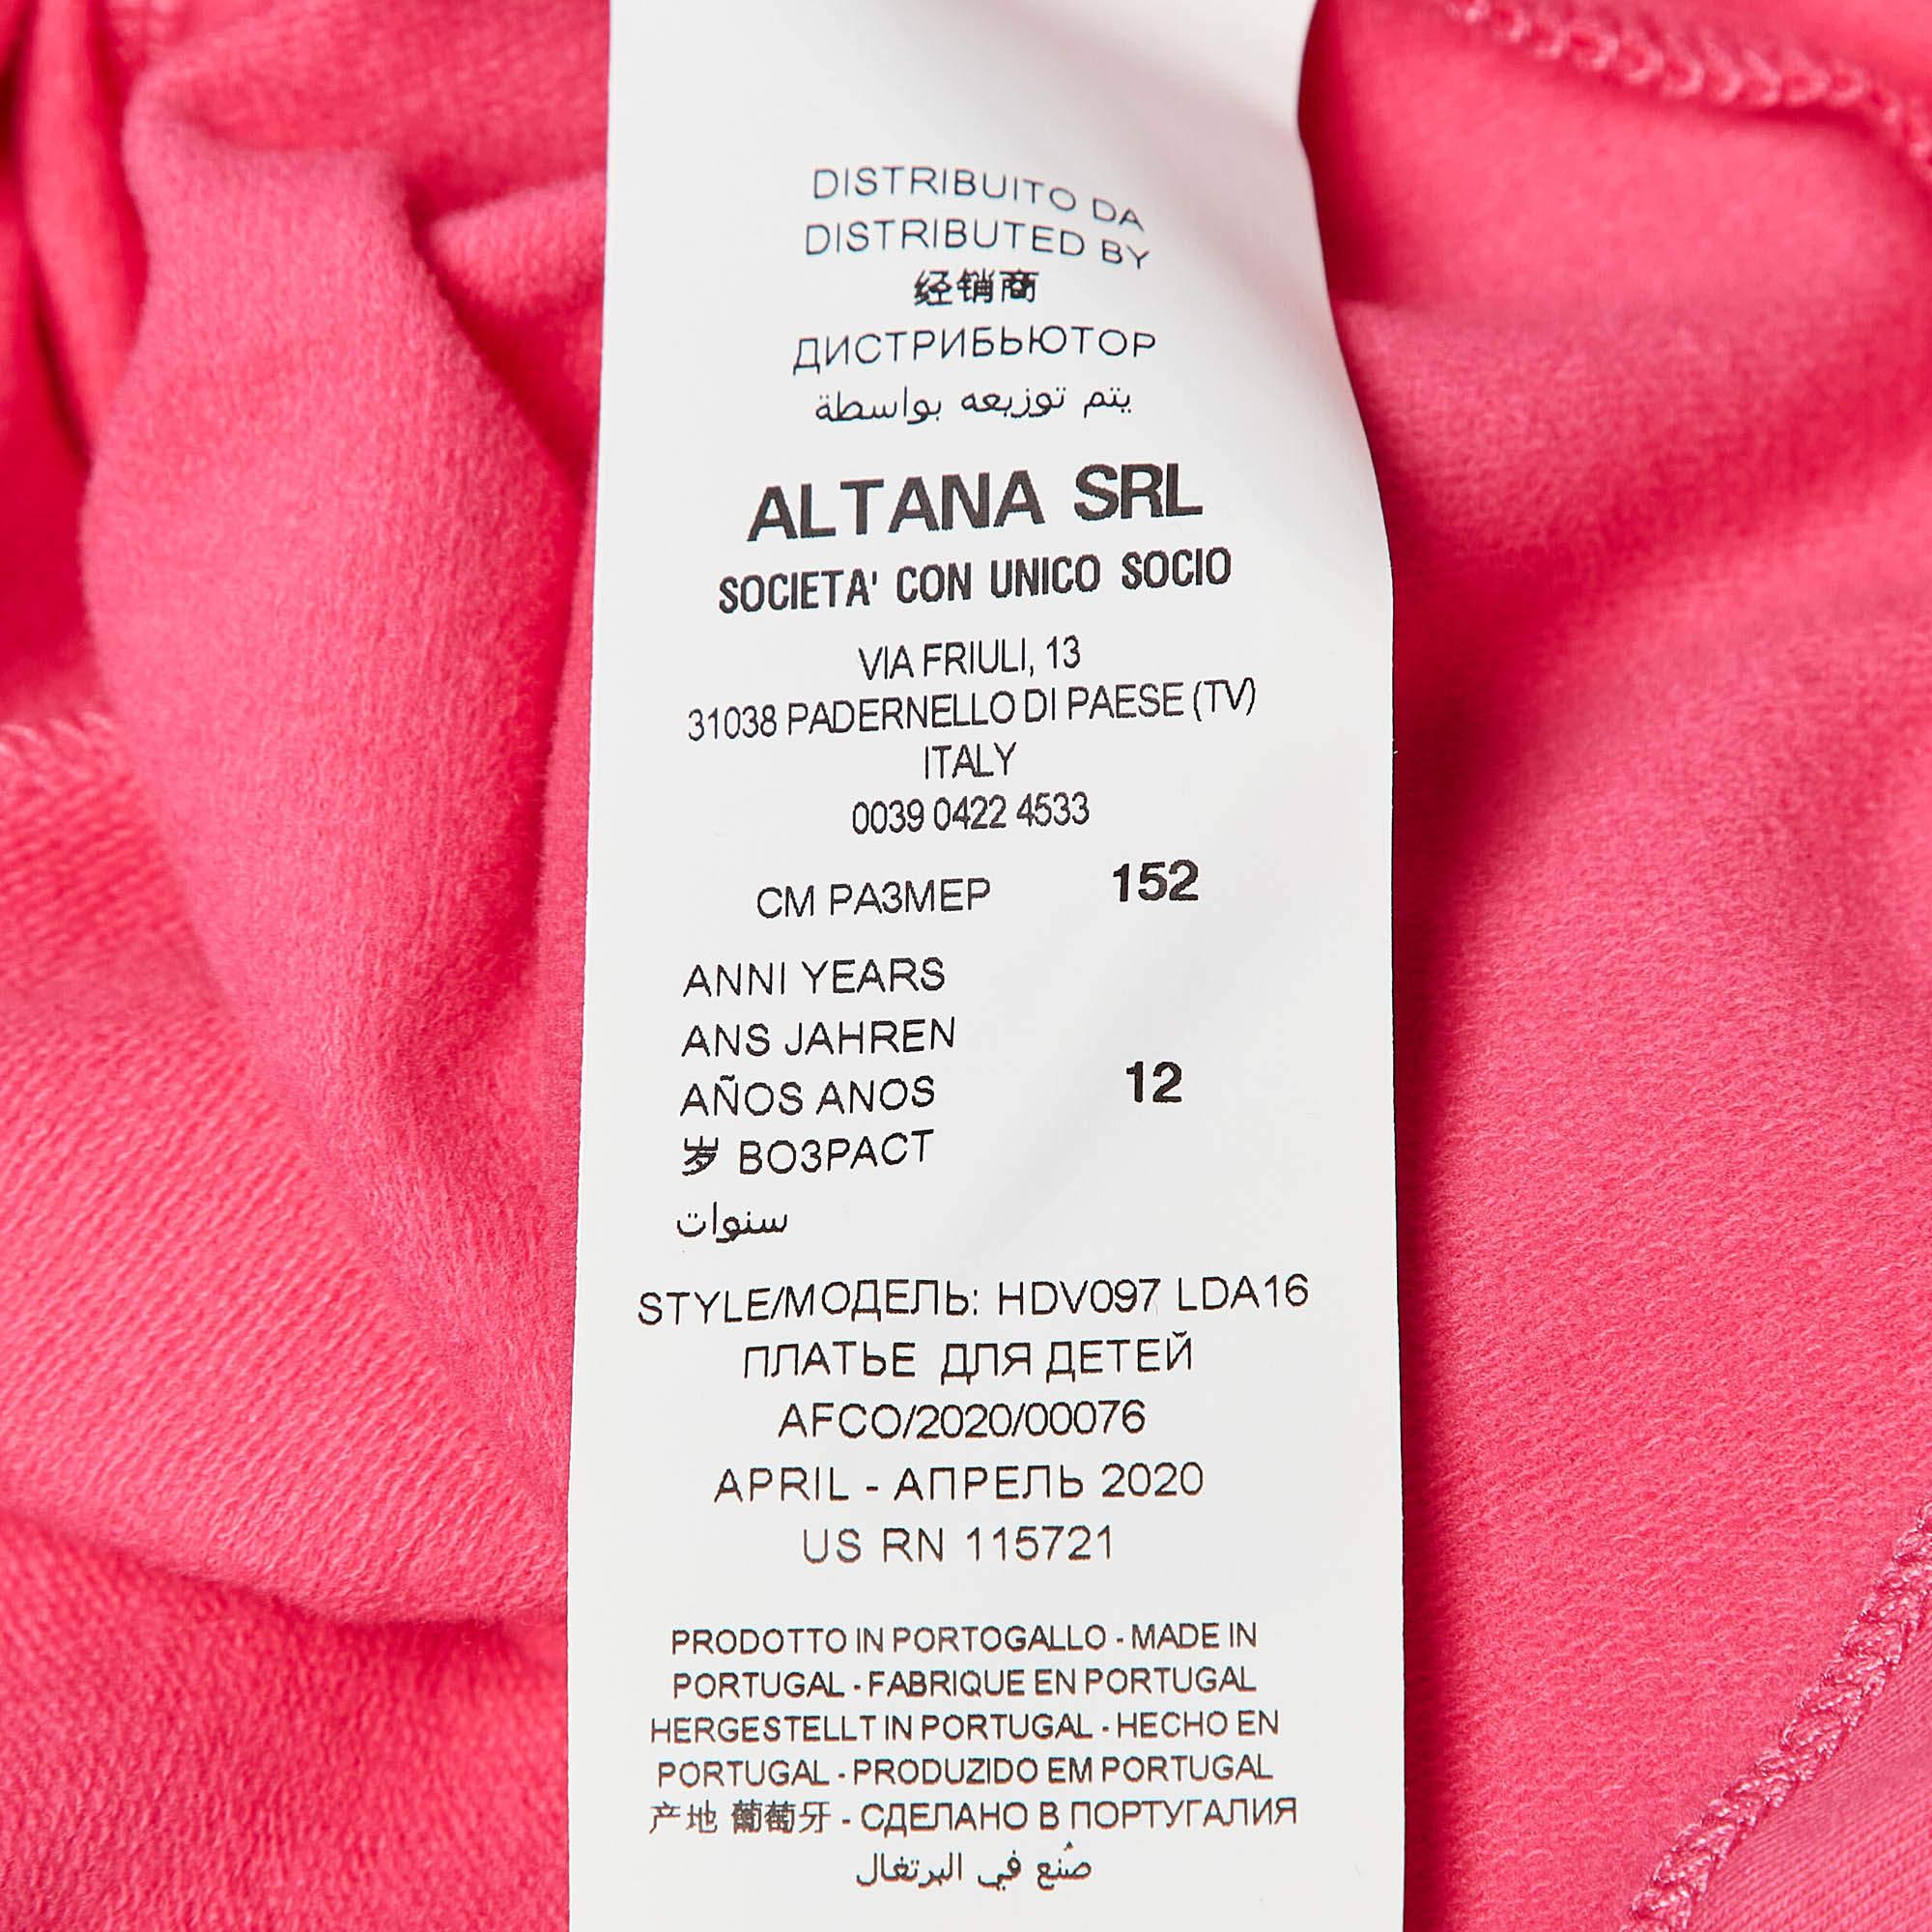 DISTRIBUITO DA
DISTRIBUTED BY
经销商
ДИСТРИБЬЮТОР
يتم توزيعه بواسطة
ALTANA SRL
SOCIETA' CON UNICO SOCIO
VIA FRIULI, 13
31038 PADERNELLO DI PAESE (TV)
ITALY
0039 0422 4533
CM РАЗМЕР 152
ANNI YEARS
ANS JAHREN
AÑOS ANOS 12
岁 ВОЗРАСТ
سنوات
STYLE/МОДЕЛЬ: HDV097 LDA16
ПЛАТЬЕ ДЛЯ ДЕТЕЙ
AFCO/2020/00076
APRIL - АПРЕЛЬ 2020
US RN 115721
PRODOTTO IN PORTOGALLO - MADE IN
PORTUGAL - FABRIQUE EN PORTUGAL
HERGESTELLT IN PORTUGAL - HECHO EN
PORTUGAL - PRODUZIDO EM PORTUGAL
产地 葡萄牙 - СДЕЛАНО В ПОРТУГАЛИЯ
صُنع في البرتغال